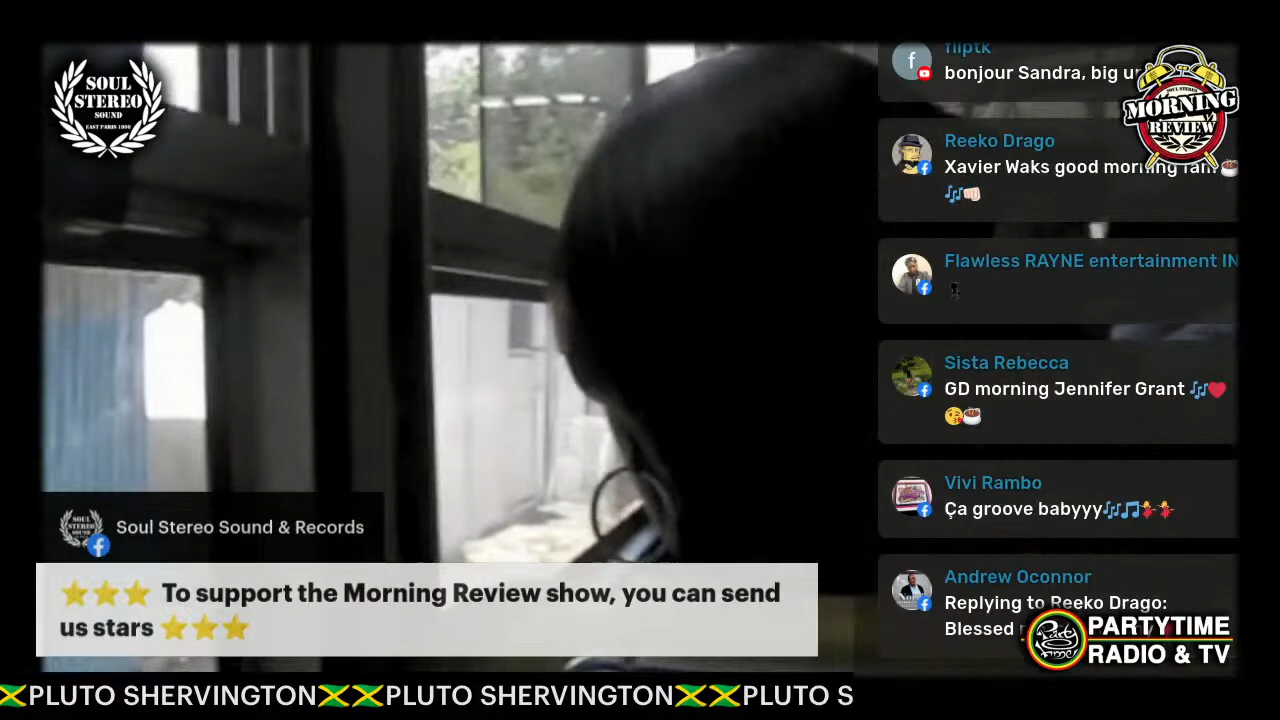 SOUL
STEREO
SOUND
EAST PARIS 1996
fliptk
bonjour Sandra, big
MORNING
REVIEW
Reeko Drago
Xavier Waks good morning fam ☕
🎶👊🏻
Flawless RAYNE entertainment IN
Sista Rebecca
GD morning Jennifer Grant 🎶❤️
😘☕
Vivi Rambo
Ça groove babyyy🎶🎵💃💃
Andrew Oconnor
Replying to Reeko Drago:
Blessed
PARTYTIME
RADIO & TV
Soul Stereo Sound & Records
⭐⭐⭐ To support the Morning Review show, you can send
us stars ⭐⭐⭐
🇯🇲PLUTO SHERVINGTON🇯🇲🇯🇲PLUTO SHERVINGTON🇯🇲🇯🇲PLUTO S